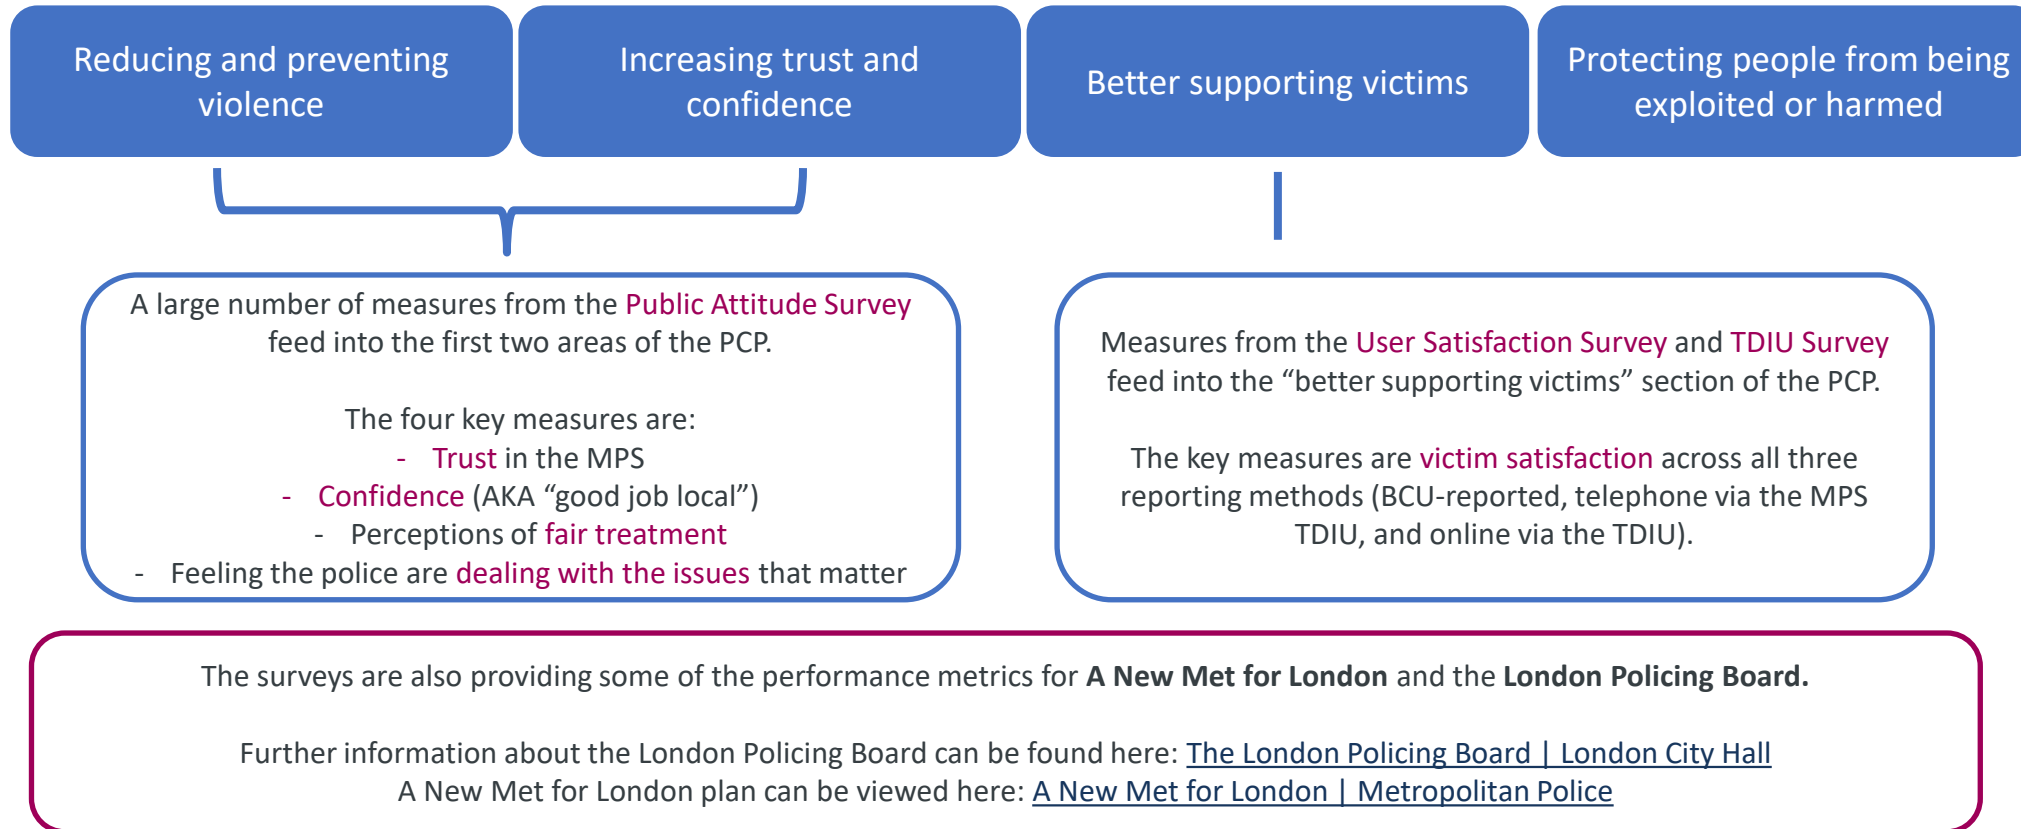 Reducing and preventing
violence
Increasing trust and
confidence
Better supporting victims
Protecting people from being
exploited or harmed
A large number of measures from the Public Attitude Survey
feed into the first two areas of the PCP.
The four key measures are:
- Trust in the MPS
- Confidence (AKA “good job local”)
- Perceptions of fair treatment
- Feeling the police are dealing with the issues that matter
Measures from the User Satisfaction Survey and TDIU Survey
feed into the “better supporting victims” section of the PCP.
The key measures are victim satisfaction across all three
reporting methods (BCU-reported, telephone via the MPS
TDIU, and online via the TDIU).
The surveys are also providing some of the performance metrics for A New Met for London and the London Policing Board.
Further information about the London Policing Board can be found here: The London Policing Board | London City Hall
A New Met for London plan can be viewed here: A New Met for London | Metropolitan Police